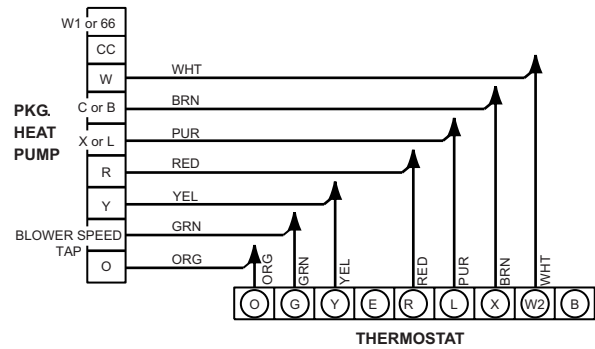 W1 or 66
CC
W
WHT
C or B
BRN
PKG.
HEAT
PUMP
X or L
PUR
R
RED
Y
YEL
BLOWER SPEED
TAP
GRN
O
ORG
ORG
GRN
YEL
RED
PUR
BRN
WHT
O G Y E R L X W2 B
THERMOSTAT